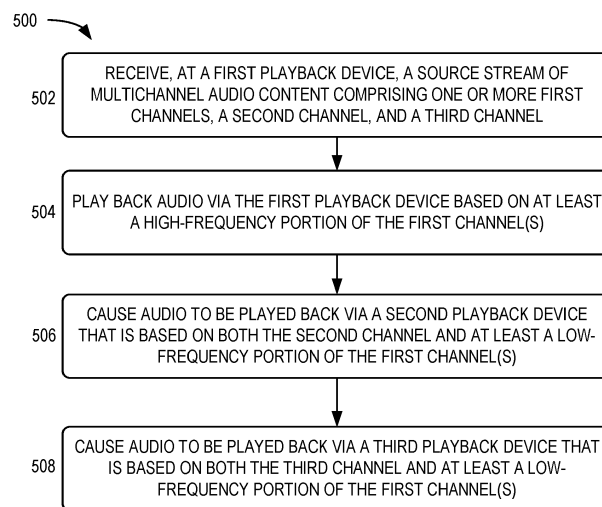 500
502
RECEIVE, AT A FIRST PLAYBACK DEVICE, A SOURCE STREAM OF
MULTICHANNEL AUDIO CONTENT COMPRISING ONE OR MORE FIRST
CHANNELS, A SECOND CHANNEL, AND A THIRD CHANNEL
504
PLAY BACK AUDIO VIA THE FIRST PLAYBACK DEVICE BASED ON AT LEAST
A HIGH-FREQUENCY PORTION OF THE FIRST CHANNEL(S)
506
CAUSE AUDIO TO BE PLAYED BACK VIA A SECOND PLAYBACK DEVICE
THAT IS BASED ON BOTH THE SECOND CHANNEL AND AT LEAST A LOW-
FREQUENCY PORTION OF THE FIRST CHANNEL(S)
508
CAUSE AUDIO TO BE PLAYED BACK VIA A THIRD PLAYBACK DEVICE THAT
IS BASED ON BOTH THE THIRD CHANNEL AND AT LEAST A LOW-
FREQUENCY PORTION OF THE FIRST CHANNEL(S)